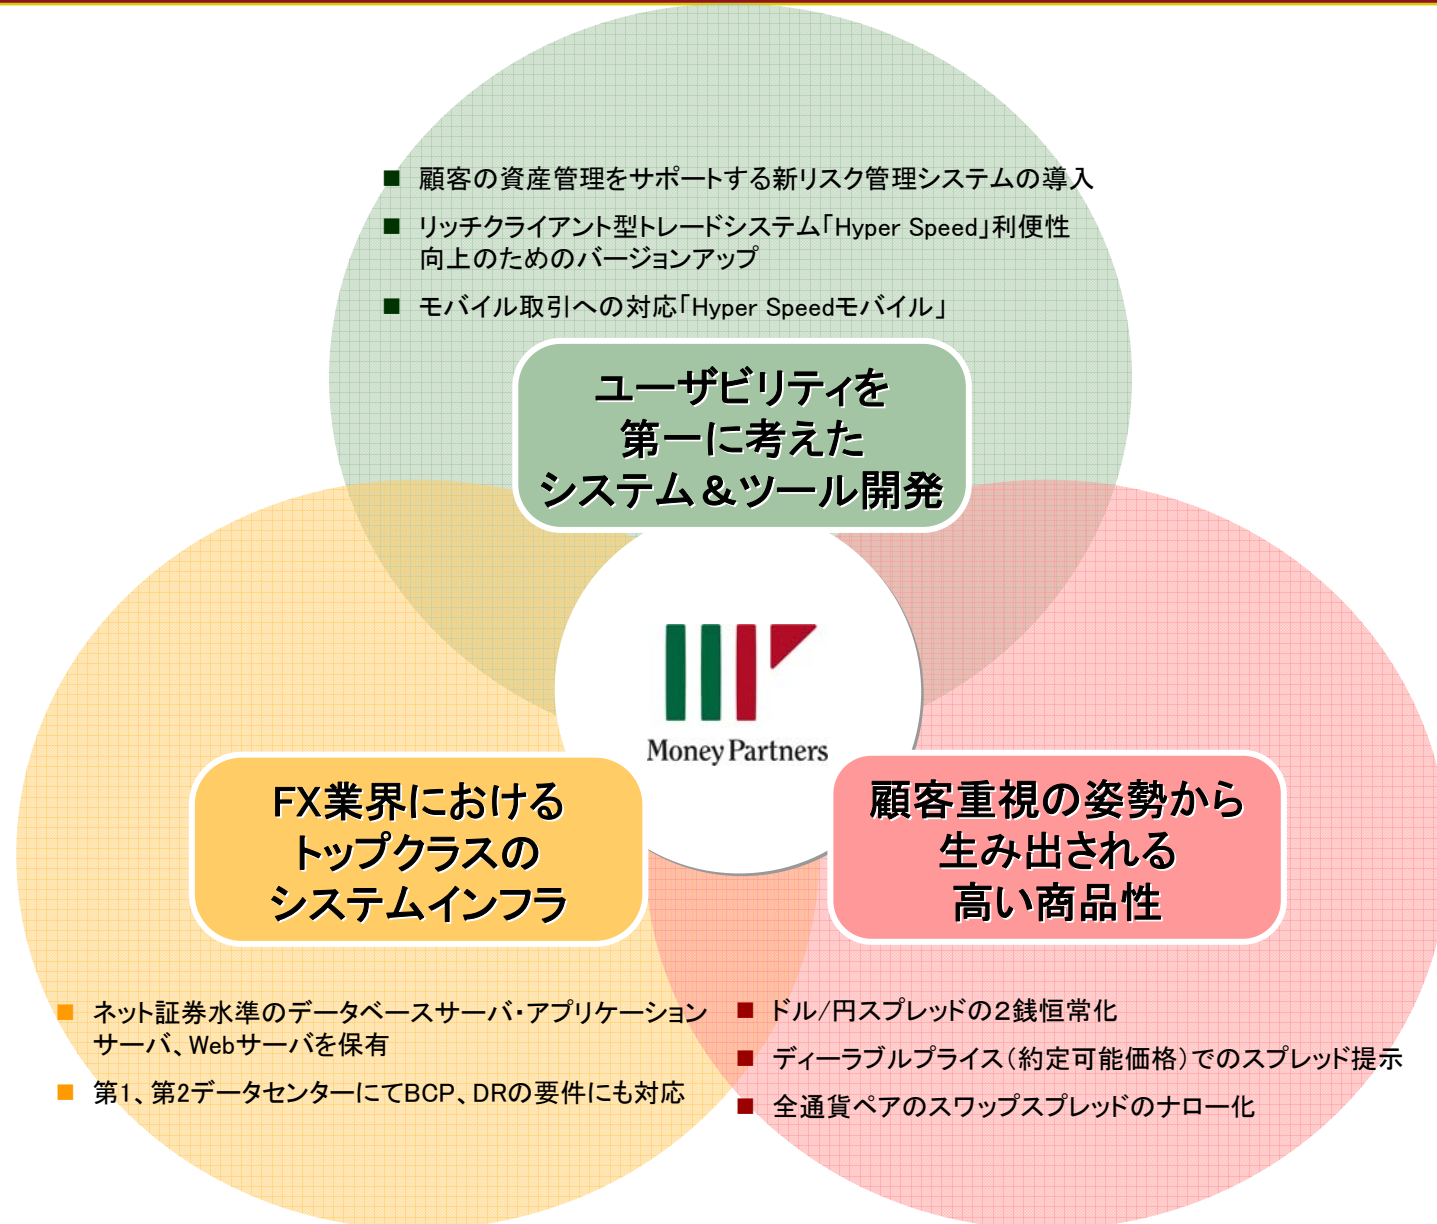 顧客の資産管理をサポートする新リスク管理システムの導入
リッチクライアント型トレードシステム「Hyper Speed」利便性
向上のためのバージョンアップ
モバイル取引への対応「Hyper Speedモバイル」
ユーザビリティを
第一に考えた
システム＆ツール開発
Money Partners
FX業界における
トップクラスの
システムインフラ
ネット証券水準のデータベースサーバ・アプリケーション
サーバ、Webサーバを保有
第1、第2データセンターにてBCP、DRの要件にも対応
顧客重視の姿勢から
生み出される
高い商品性
ドル/円スプレッドの２銭恒常化
ディーラブルプライス（約定可能価格）でのスプレッド提示
全通貨ペアのスワップスプレッドのナロー化